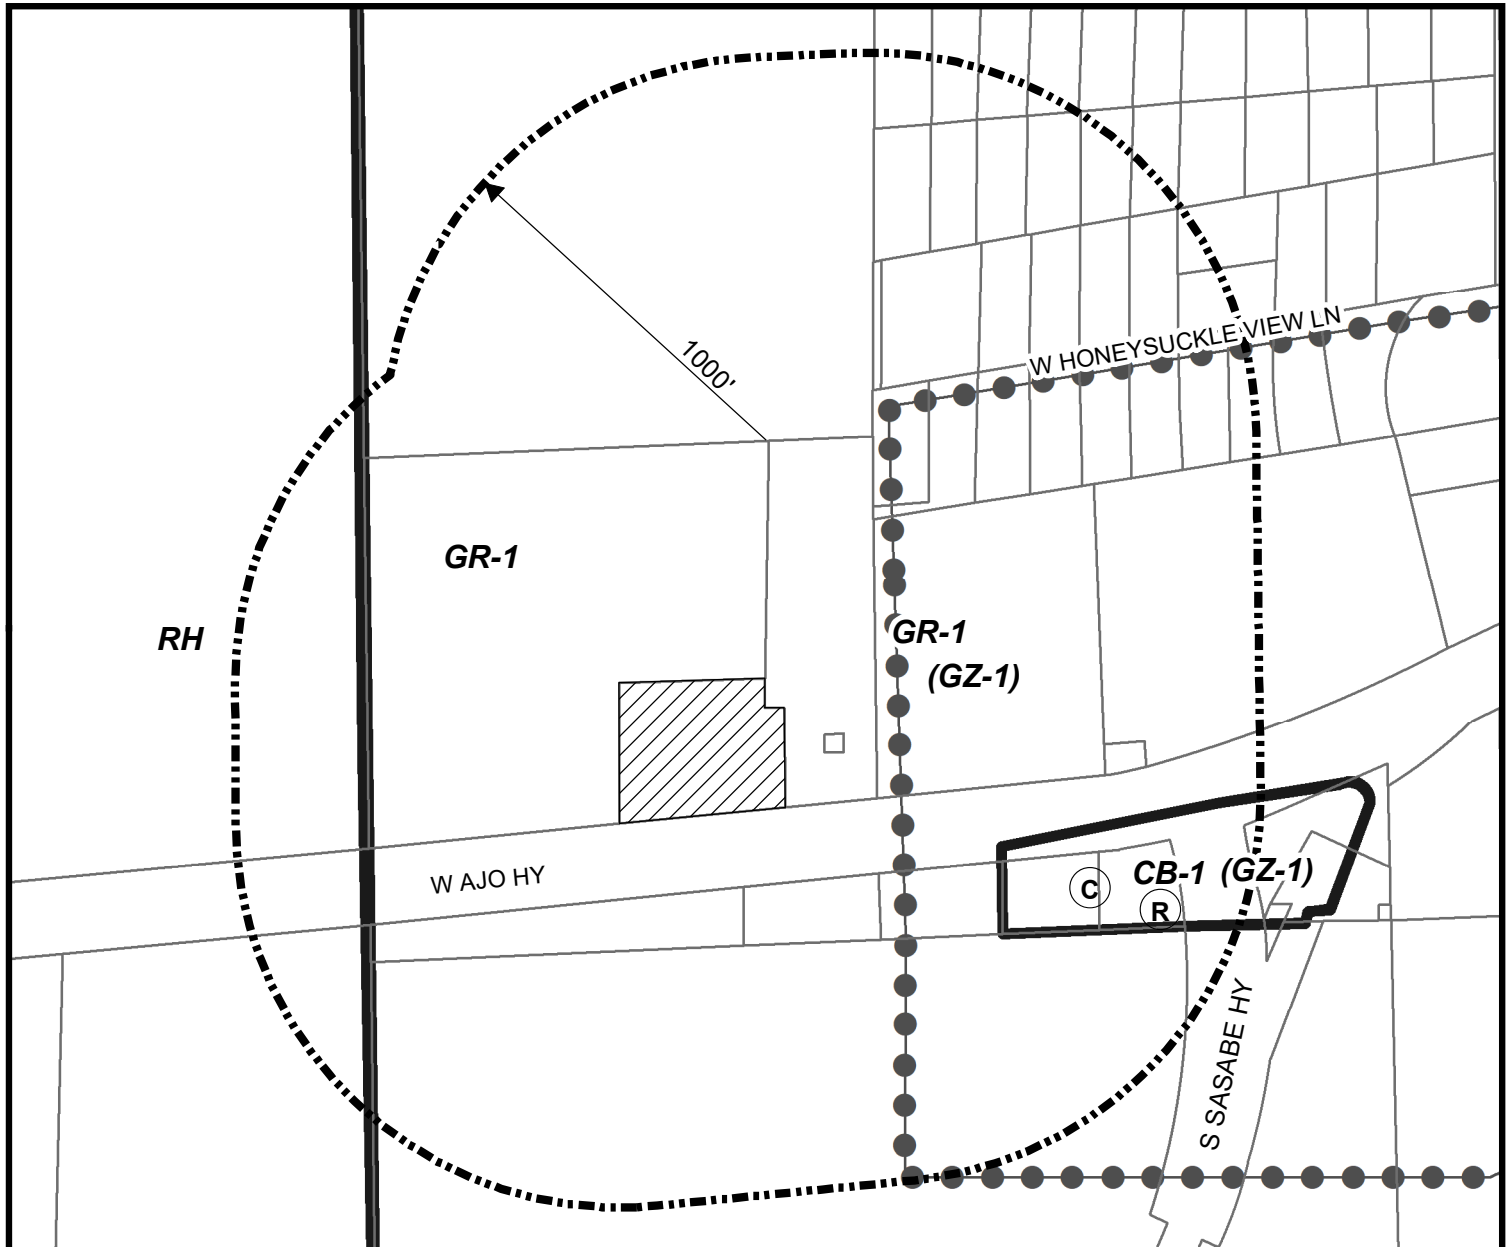 1000'
W HONEYSUCKLE VIEW LN
GR-1
RH
GR-1
(GZ-1)
W AJO HY
C
R
CB-1 (GZ-1)
S SASABE HY